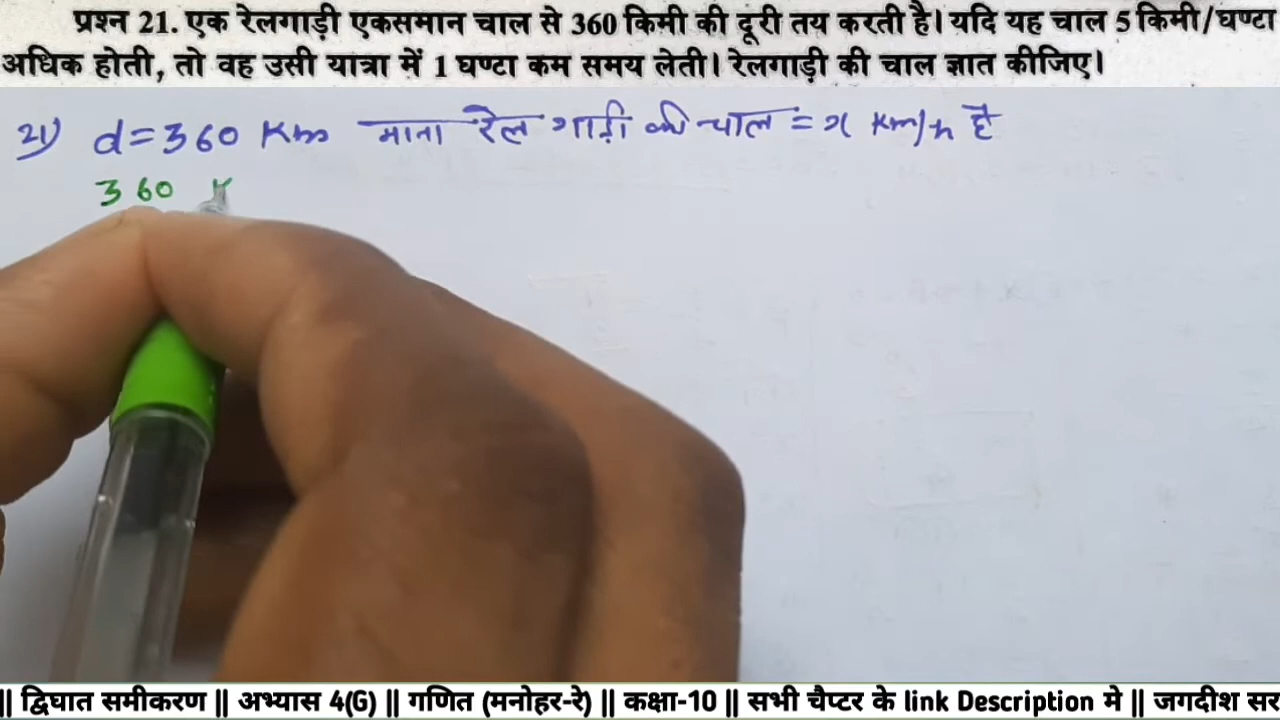 प्रश्न 21. एक रेलगाड़ी एकसमान चाल से 360 किमी की दूरी तय करती है। यदि यह चाल 5 किमी/घण्टा
अधिक होती, तो वह उसी यात्रा में 1 घण्टा कम समय लेती। रेलगाड़ी की चाल ज्ञात कीजिए।
21) d = 360 Km माना रेल गाड़ी की चाल = x Km/h है
360 K
|| द्विघात समीकरण || अभ्यास 4(G) || गणित (मनोहर-रे) || कक्षा-10 || सभी चैप्टर के link Description मे || जगदीश सर